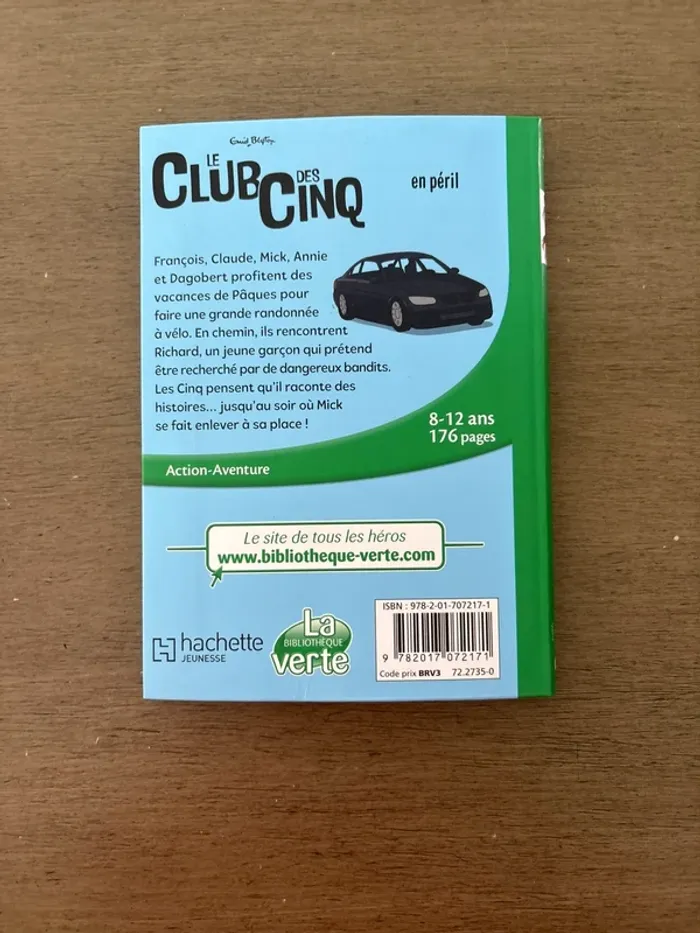 Enid Blyton
LE
CLUB DES
CINQ
en péril
François, Claude, Mick, Annie
et Dagobert profitent des
vacances de Pâques pour
faire une grande randonnée
à vélo. En chemin, ils rencontrent
Richard, un jeune garçon qui prétend
être recherché par de dangereux bandits.
Les Cinq pensent qu'il raconte des
histoires... jusqu'au soir où Mick
se fait enlever à sa place !
8-12 ans
176 pages
Action-Aventure
Le site de tous les héros
www.bibliotheque-verte.com
hachette
JEUNESSE
La
BIBLIOTHÈQUE
verte
ISBN : 978-2-01-707217-1
9 782017 072171
Code prix BRV3 72.2735-0